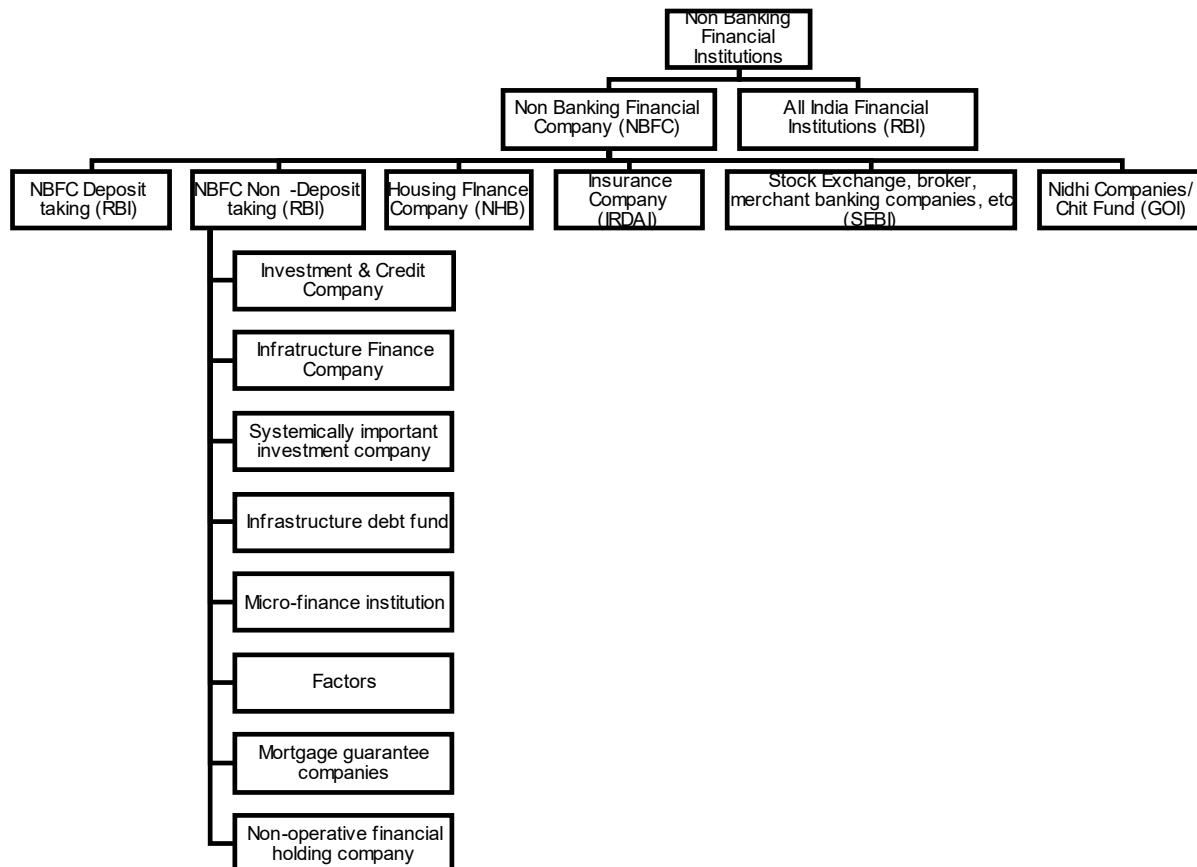 Non Banking
Financial
Institutions
Non Banking Financial
Company (NBFC)
All India Financial
Institutions (RBI)
NBFC Deposit
taking (RBI)
NBFC Non -Deposit
taking (RBI)
Housing FInance
Company (NHB)
Insurance
Company
(IRDAI)
Stock Exchange, broker,
merchant banking companies, etc
(SEBI)
Nidhi Companies/
Chit Fund (GOI)
Investment & Credit
Company
Infratructure Finance
Company
Systemically important
investment company
Infrastructure debt fund
Micro-finance institution
Factors
Mortgage guarantee
companies
Non-operative financial
holding company